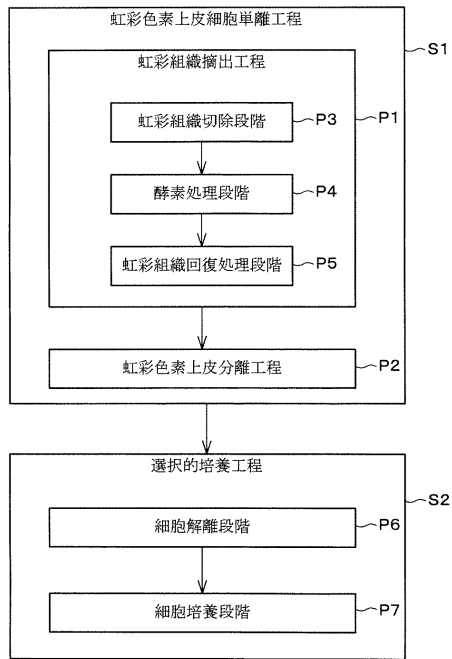 虹彩色素上皮細胞単離工程
S1
虹彩組織摘出工程
P1
虹彩組織切除段階
P3
酵素処理段階
P4
虹彩組織回復処理段階
P5
虹彩色素上皮分離工程
P2
選択的培養工程
S2
細胞解離段階
P6
細胞培養段階
P7